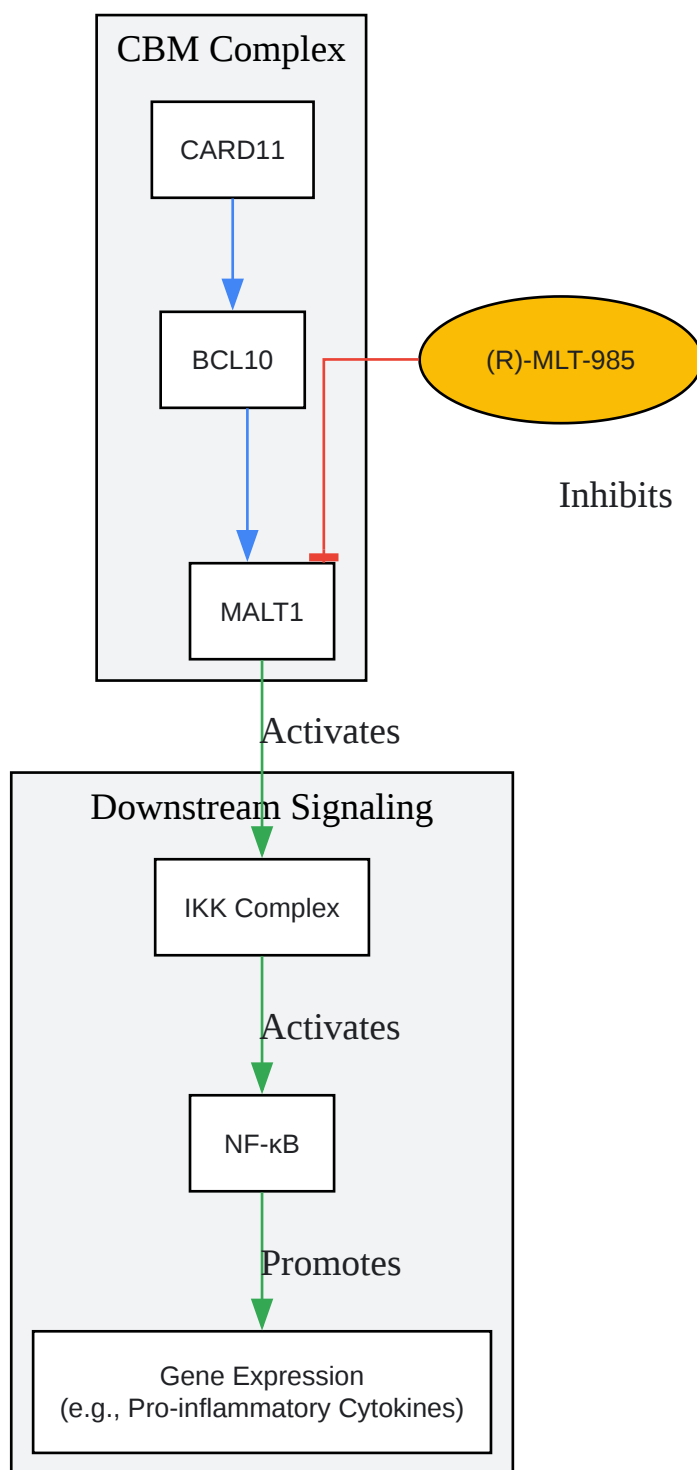 CBM Complex
CARD11
BCL10
(R)-MLT-985
Inhibits
MALT1
Activates
Downstream Signaling
IKK Complex
Activates
NF-κB
Promotes
Gene Expression
(e.g., Pro-inflammatory Cytokines)